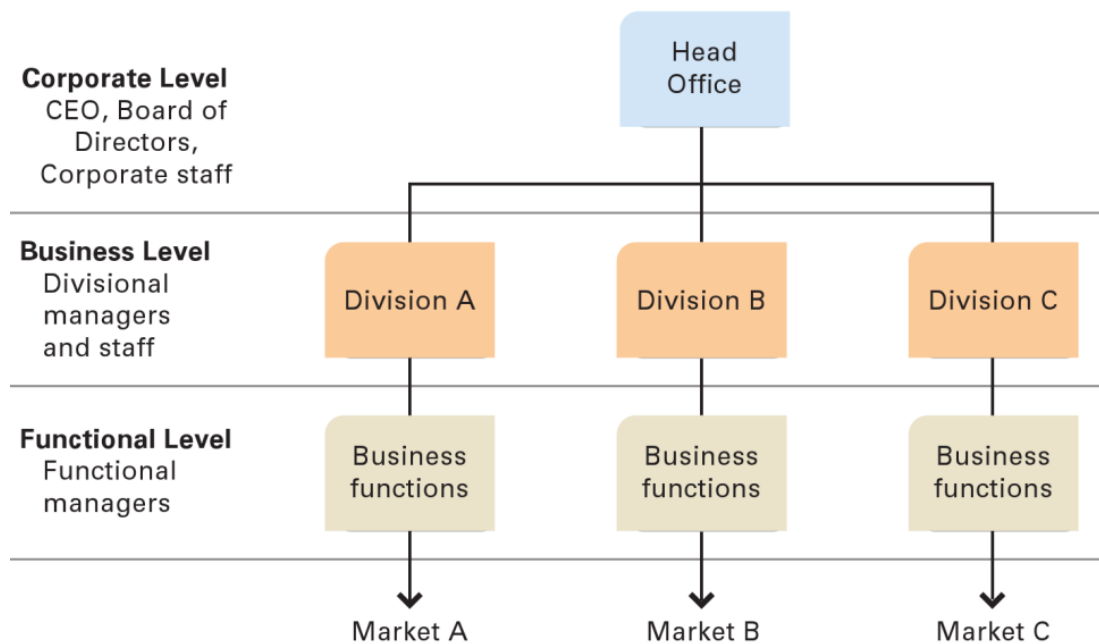 Head
Office
Corporate Level
CEO, Board of
Directors,
Corporate staff
Business Level
Divisional
managers
and staff
Division A
Division B
Division C
Functional Level
Functional
managers
Business
functions
Business
functions
Business
functions
Market A
Market B
Market C